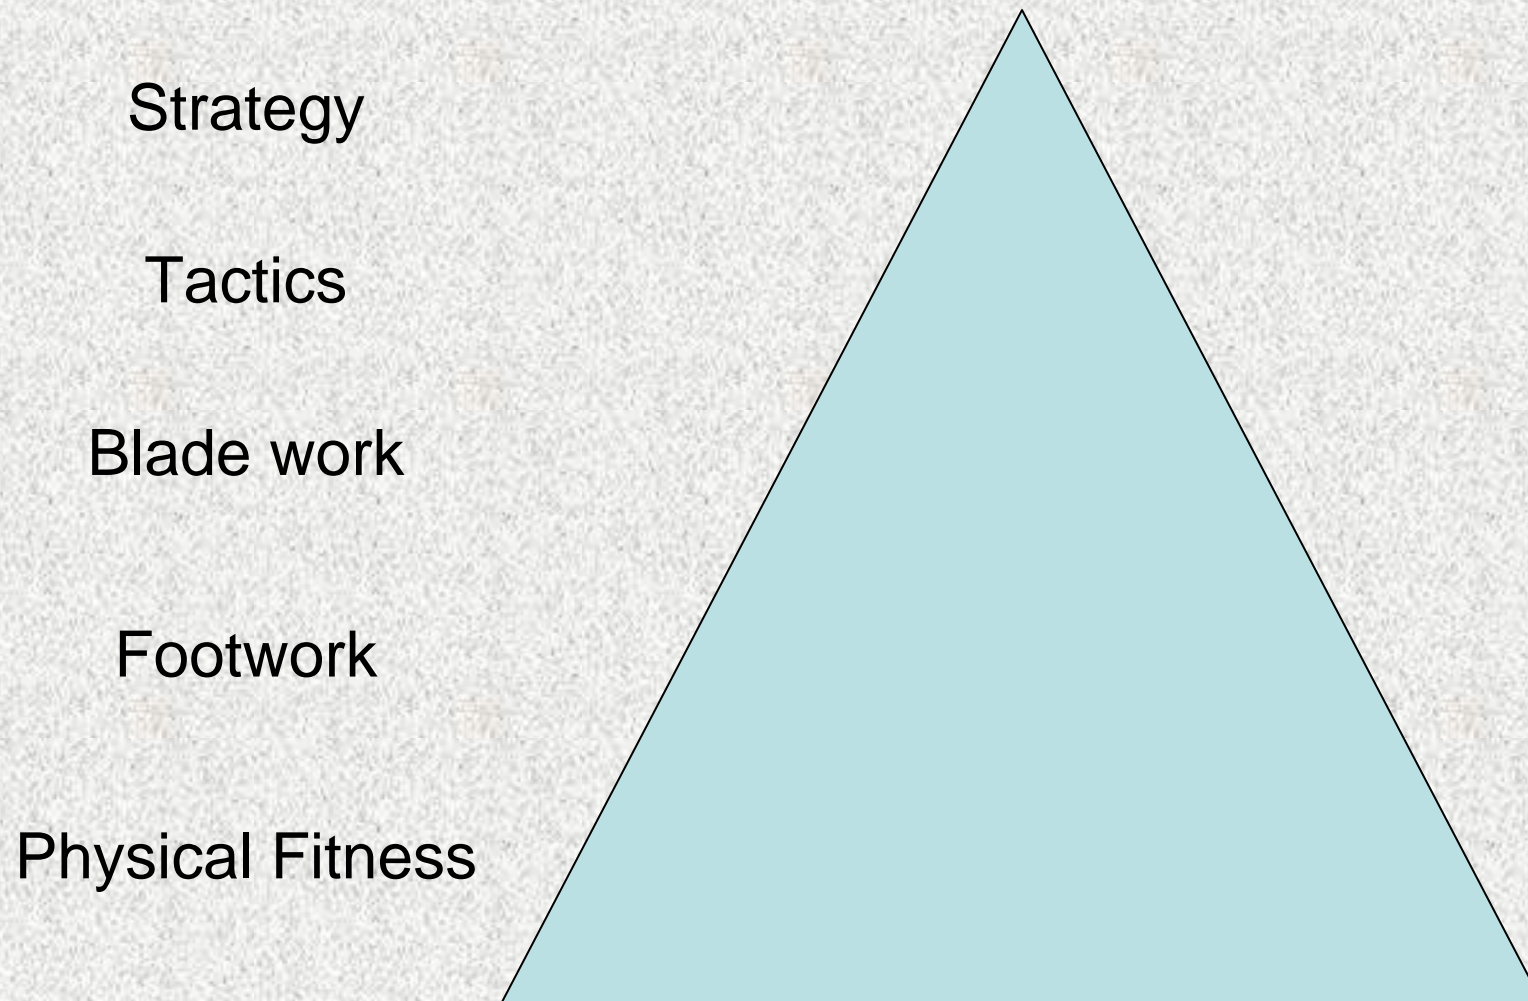 Strategy
Tactics
Blade work
Footwork
Physical Fitness